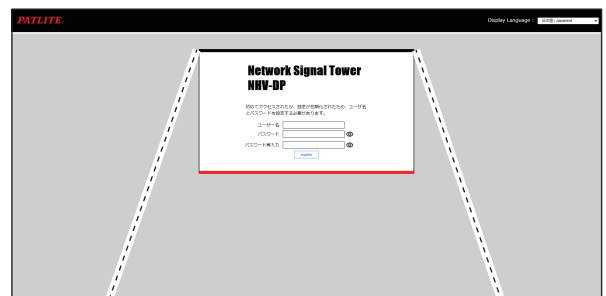 PATLITE.
Display Language : 日本語 | Japanese
Network Signal Tower
NHV-DP
初めてアクセスされたか、設定が初期化されたため、ユーザ名
とパスワードを設定する必要があります。
ユーザー名
パスワード
パスワード再入力
register